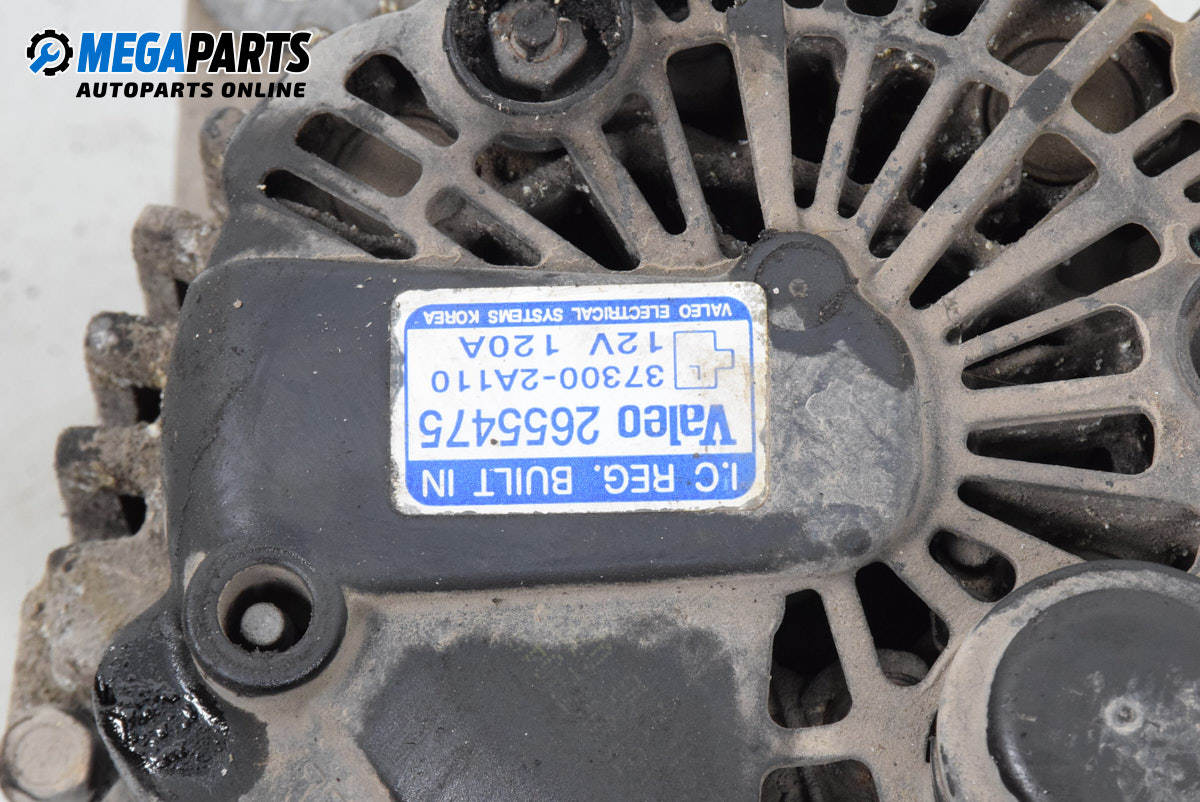 MEGAPARTS
AUTOPARTS ONLINE
I.C REG. BUILT IN
Valeo 2655475
37300-2A110
L
12V 120A
VALEO ELECTRICAL SYSTEMS KOREA